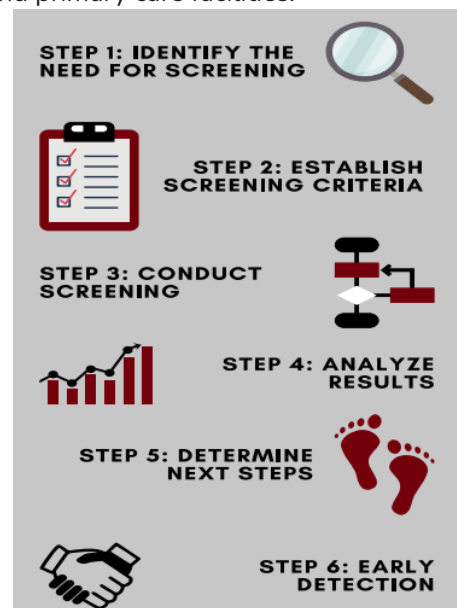 primary care facilities.
STEP 1: IDENTIFY THE
NEED FOR SCREENING
STEP 2: ESTABLISH
SCREENING CRITERIA
STEP 3: CONDUCT
SCREENING
STEP 4: ANALYZE
RESULTS
STEP 5: DETERMINE
NEXT STEPS
STEP 6: EARLY
DETECTION